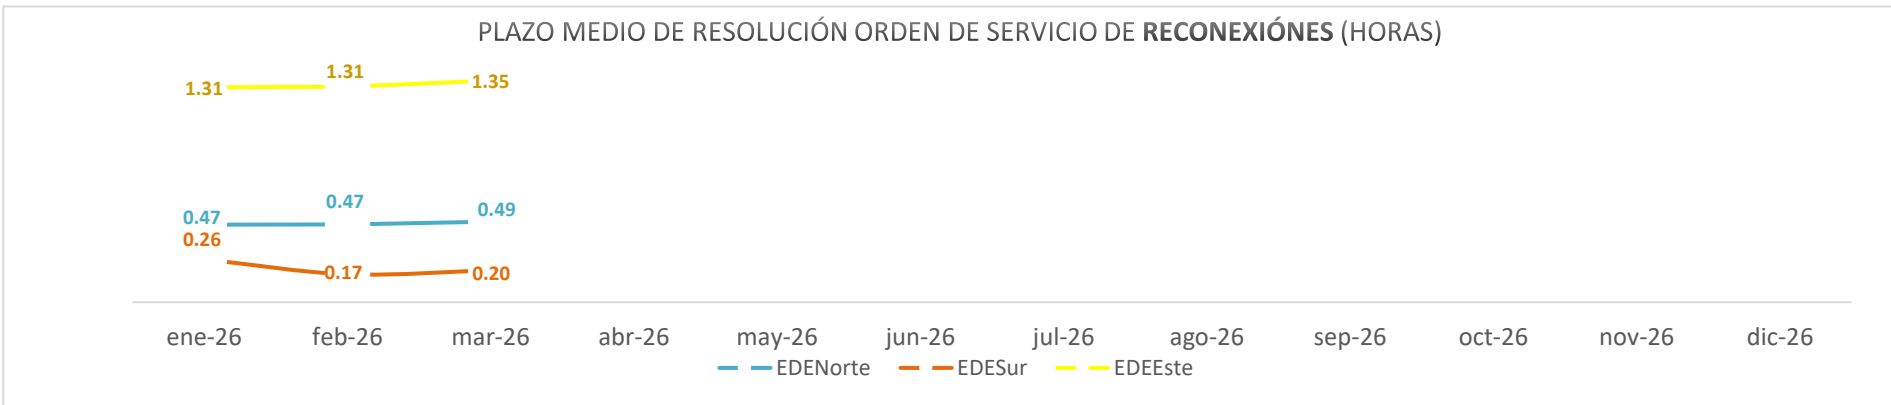 PLAZO MEDIO DE RESOLUCIÓN ORDEN DE SERVICIO DE RECONEXIÓNES (HORAS)
1.31 1.31 1.35
0.47 0.47 0.49
0.26 0.17 0.20
ene-26 feb-26 mar-26 abr-26 may-26 jun-26 jul-26 ago-26 sep-26 oct-26 nov-26 dic-26
EDENorte EDESur EDEEste